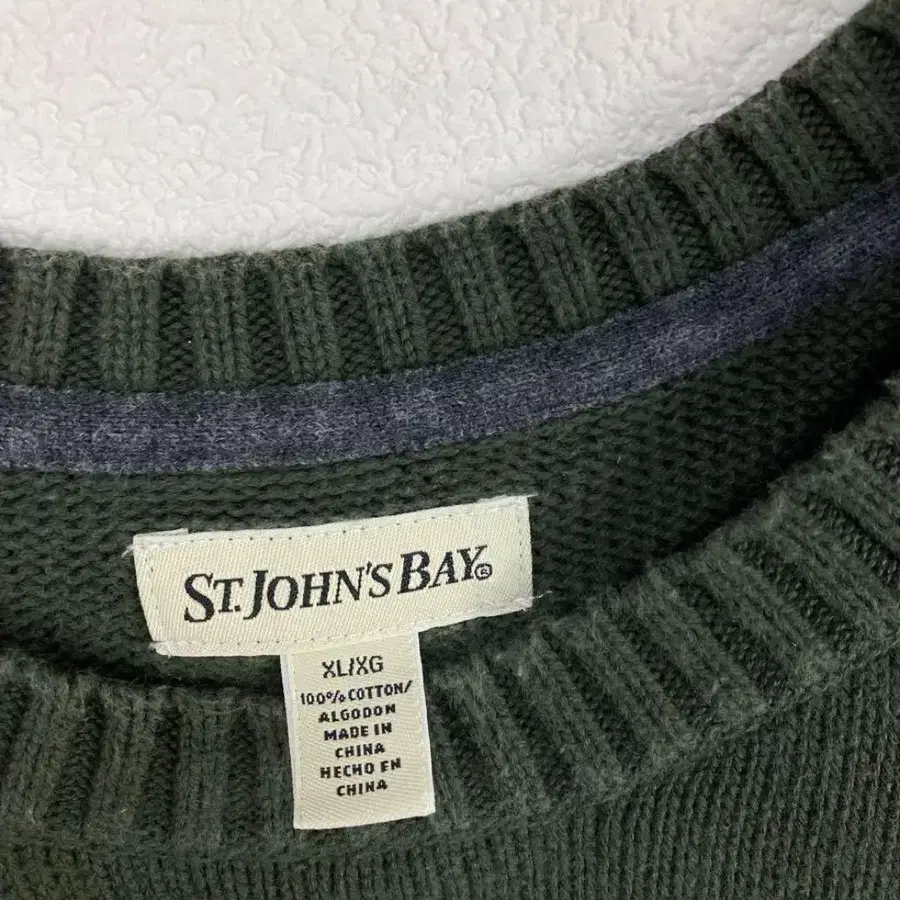 ST. JOHN'S BAY®
XL/XG
100% COTTON/
ALGODON
MADE IN
CHINA
HECHO EN
CHINA